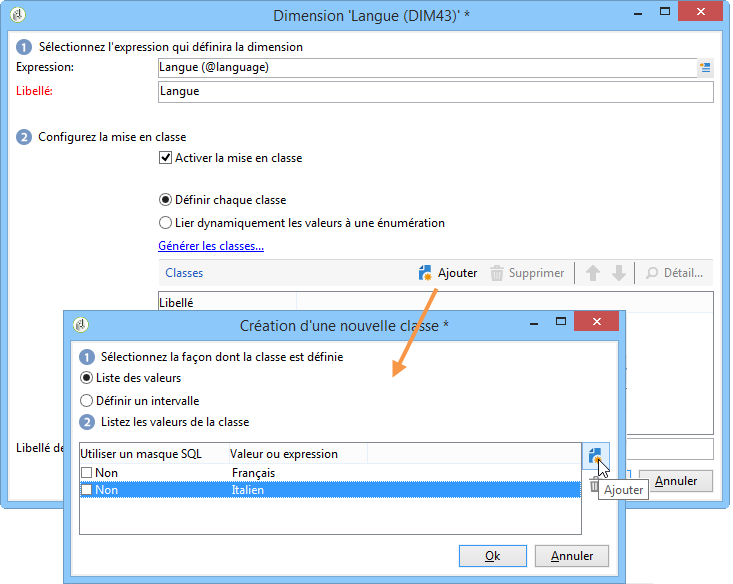 Dimension 'Langue (DIM43)' *
1 Sélectionnez l'expression qui définira la dimension
Expression: Langue (@language)
Libellé: Langue
2 Configurez la mise en classe
Activer la mise en classe
Définir chaque classe
Lier dynamiquement les valeurs à une énumération
Générer les classes...
Classes Ajouter Supprimer Détail...
Libellé
Création d'une nouvelle classe *
1 Sélectionnez la façon dont la classe est définie
Liste des valeurs
Définir un intervalle
2 Listez les valeurs de la classe
Utiliser un masque SQL Valeur ou expression
Non Français
Non Italien
Ajouter
Ok Annuler
Libellé de
Annuler